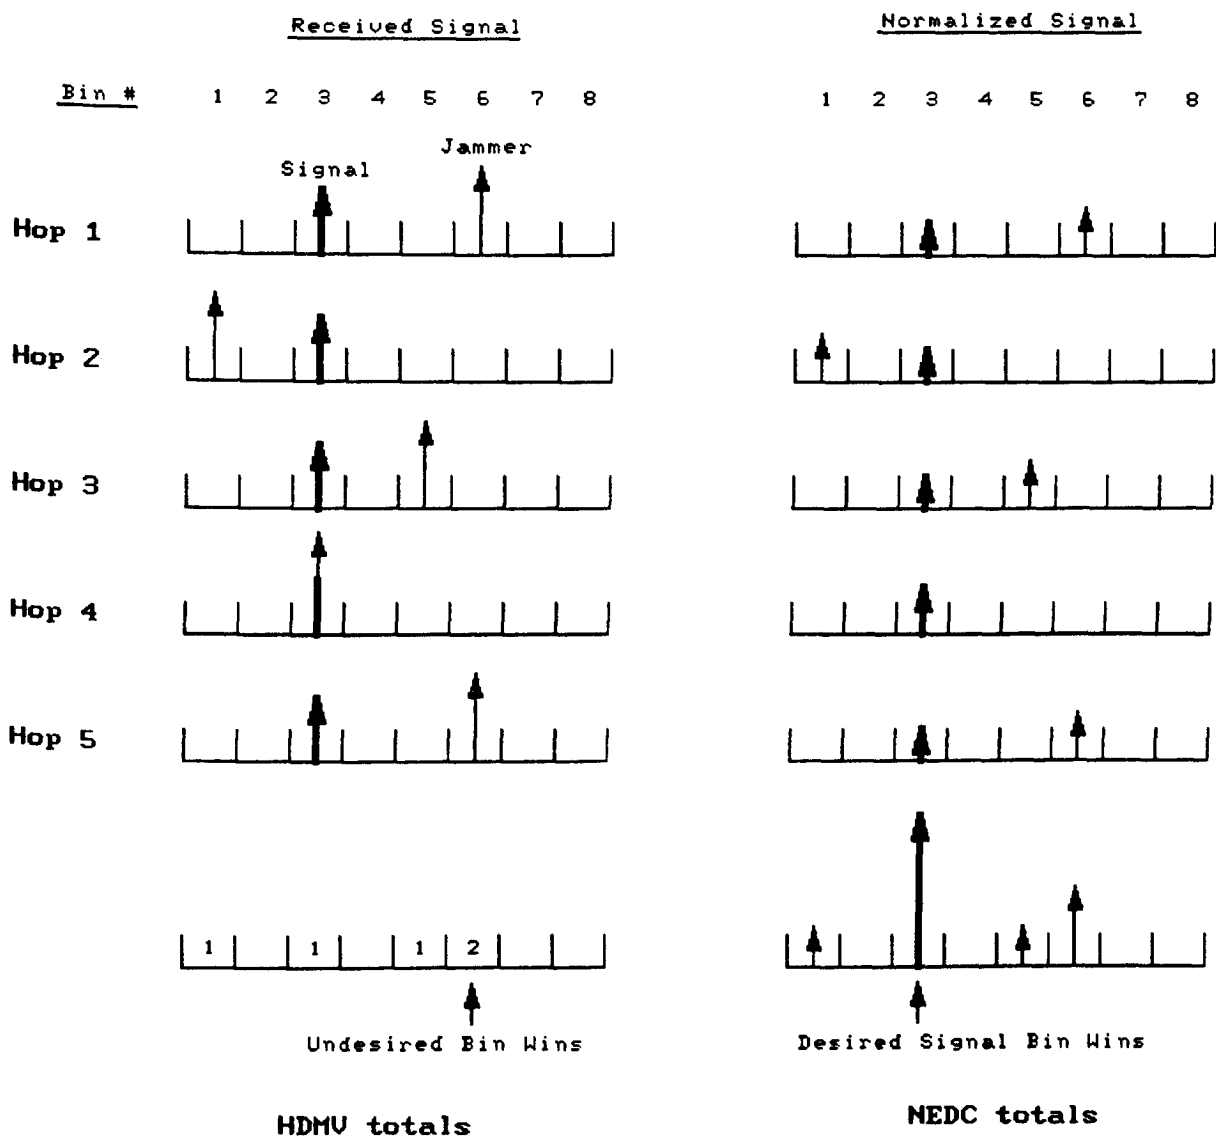 Received Signal
Normalized Signal
Bin # 1 2 3 4 5 6 7 8
1 2 3 4 5 6 7 8
Jammer
Signal
Hop 1
Hop 2
Hop 3
Hop 4
Hop 5
1 1 1 2
Undesired Bin Wins
Desired Signal Bin Wins
HDMV totals
NEDC totals